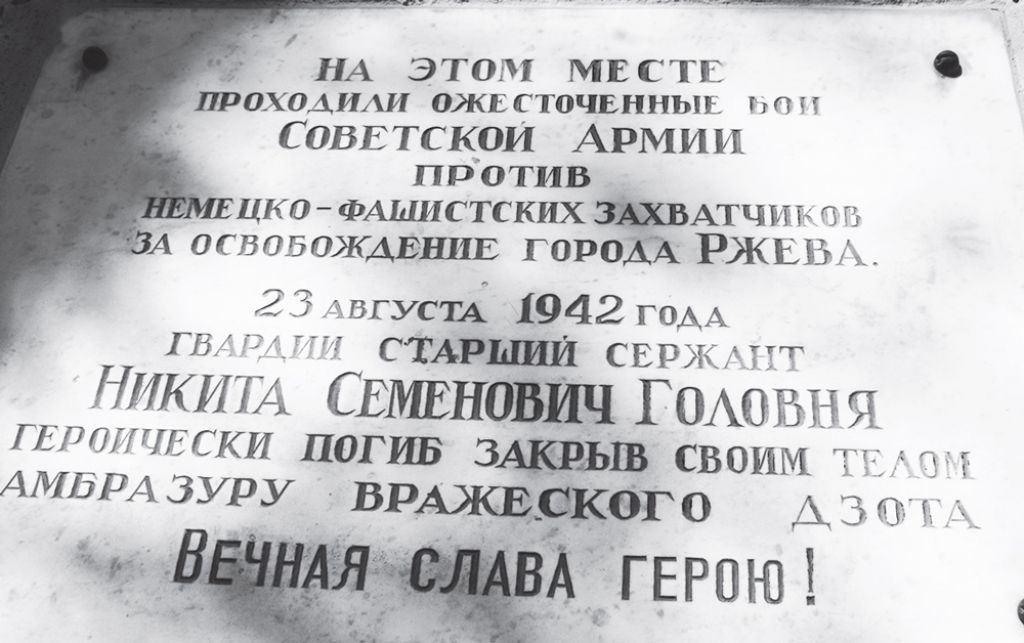 НА ЭТОМ МЕСТЕ
ПРОХОДИЛИ ОЖЕСТОЧЕННЫЕ БОИ
СОВЕТСКОЙ АРМИИ
ПРОТИВ
НЕМЕЦКО-ФАШИСТСКИХ ЗАХВАТЧИКОВ
ЗА ОСВОБОЖДЕНИЕ ГОРОДА РЖЕВА.
23 АВГУСТА 1942 ГОДА
ГВАРДИИ СТАРШИЙ СЕРЖАНТ
НИКИТА СЕМЕНОВИЧ ГОЛОВНЯ
ГЕРОИЧЕСКИ ПОГИБ ЗАКРЫВ СВОИМ ТЕЛОМ
АМБРАЗУРУ ВРАЖЕСКОГО ДЗОТА
ВЕЧНАЯ СЛАВА ГЕРОЮ!